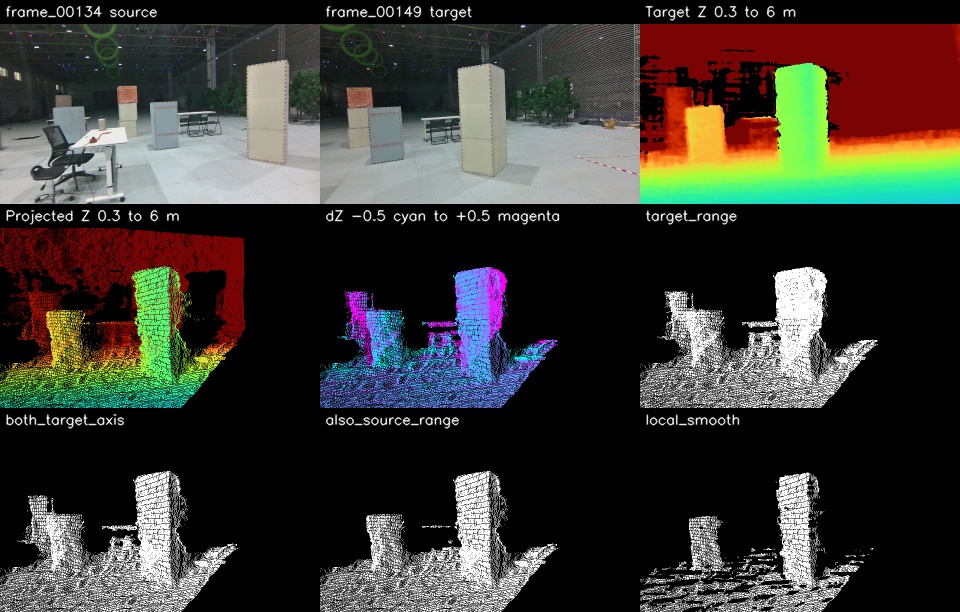 frame_00134 source
frame_00149 target
Target Z 0.3 to 6 m
Projected Z 0.3 to 6 m
dZ −0.5 cyan to +0.5 magenta
target_range
both_target_axis
also_source_range
local_smooth